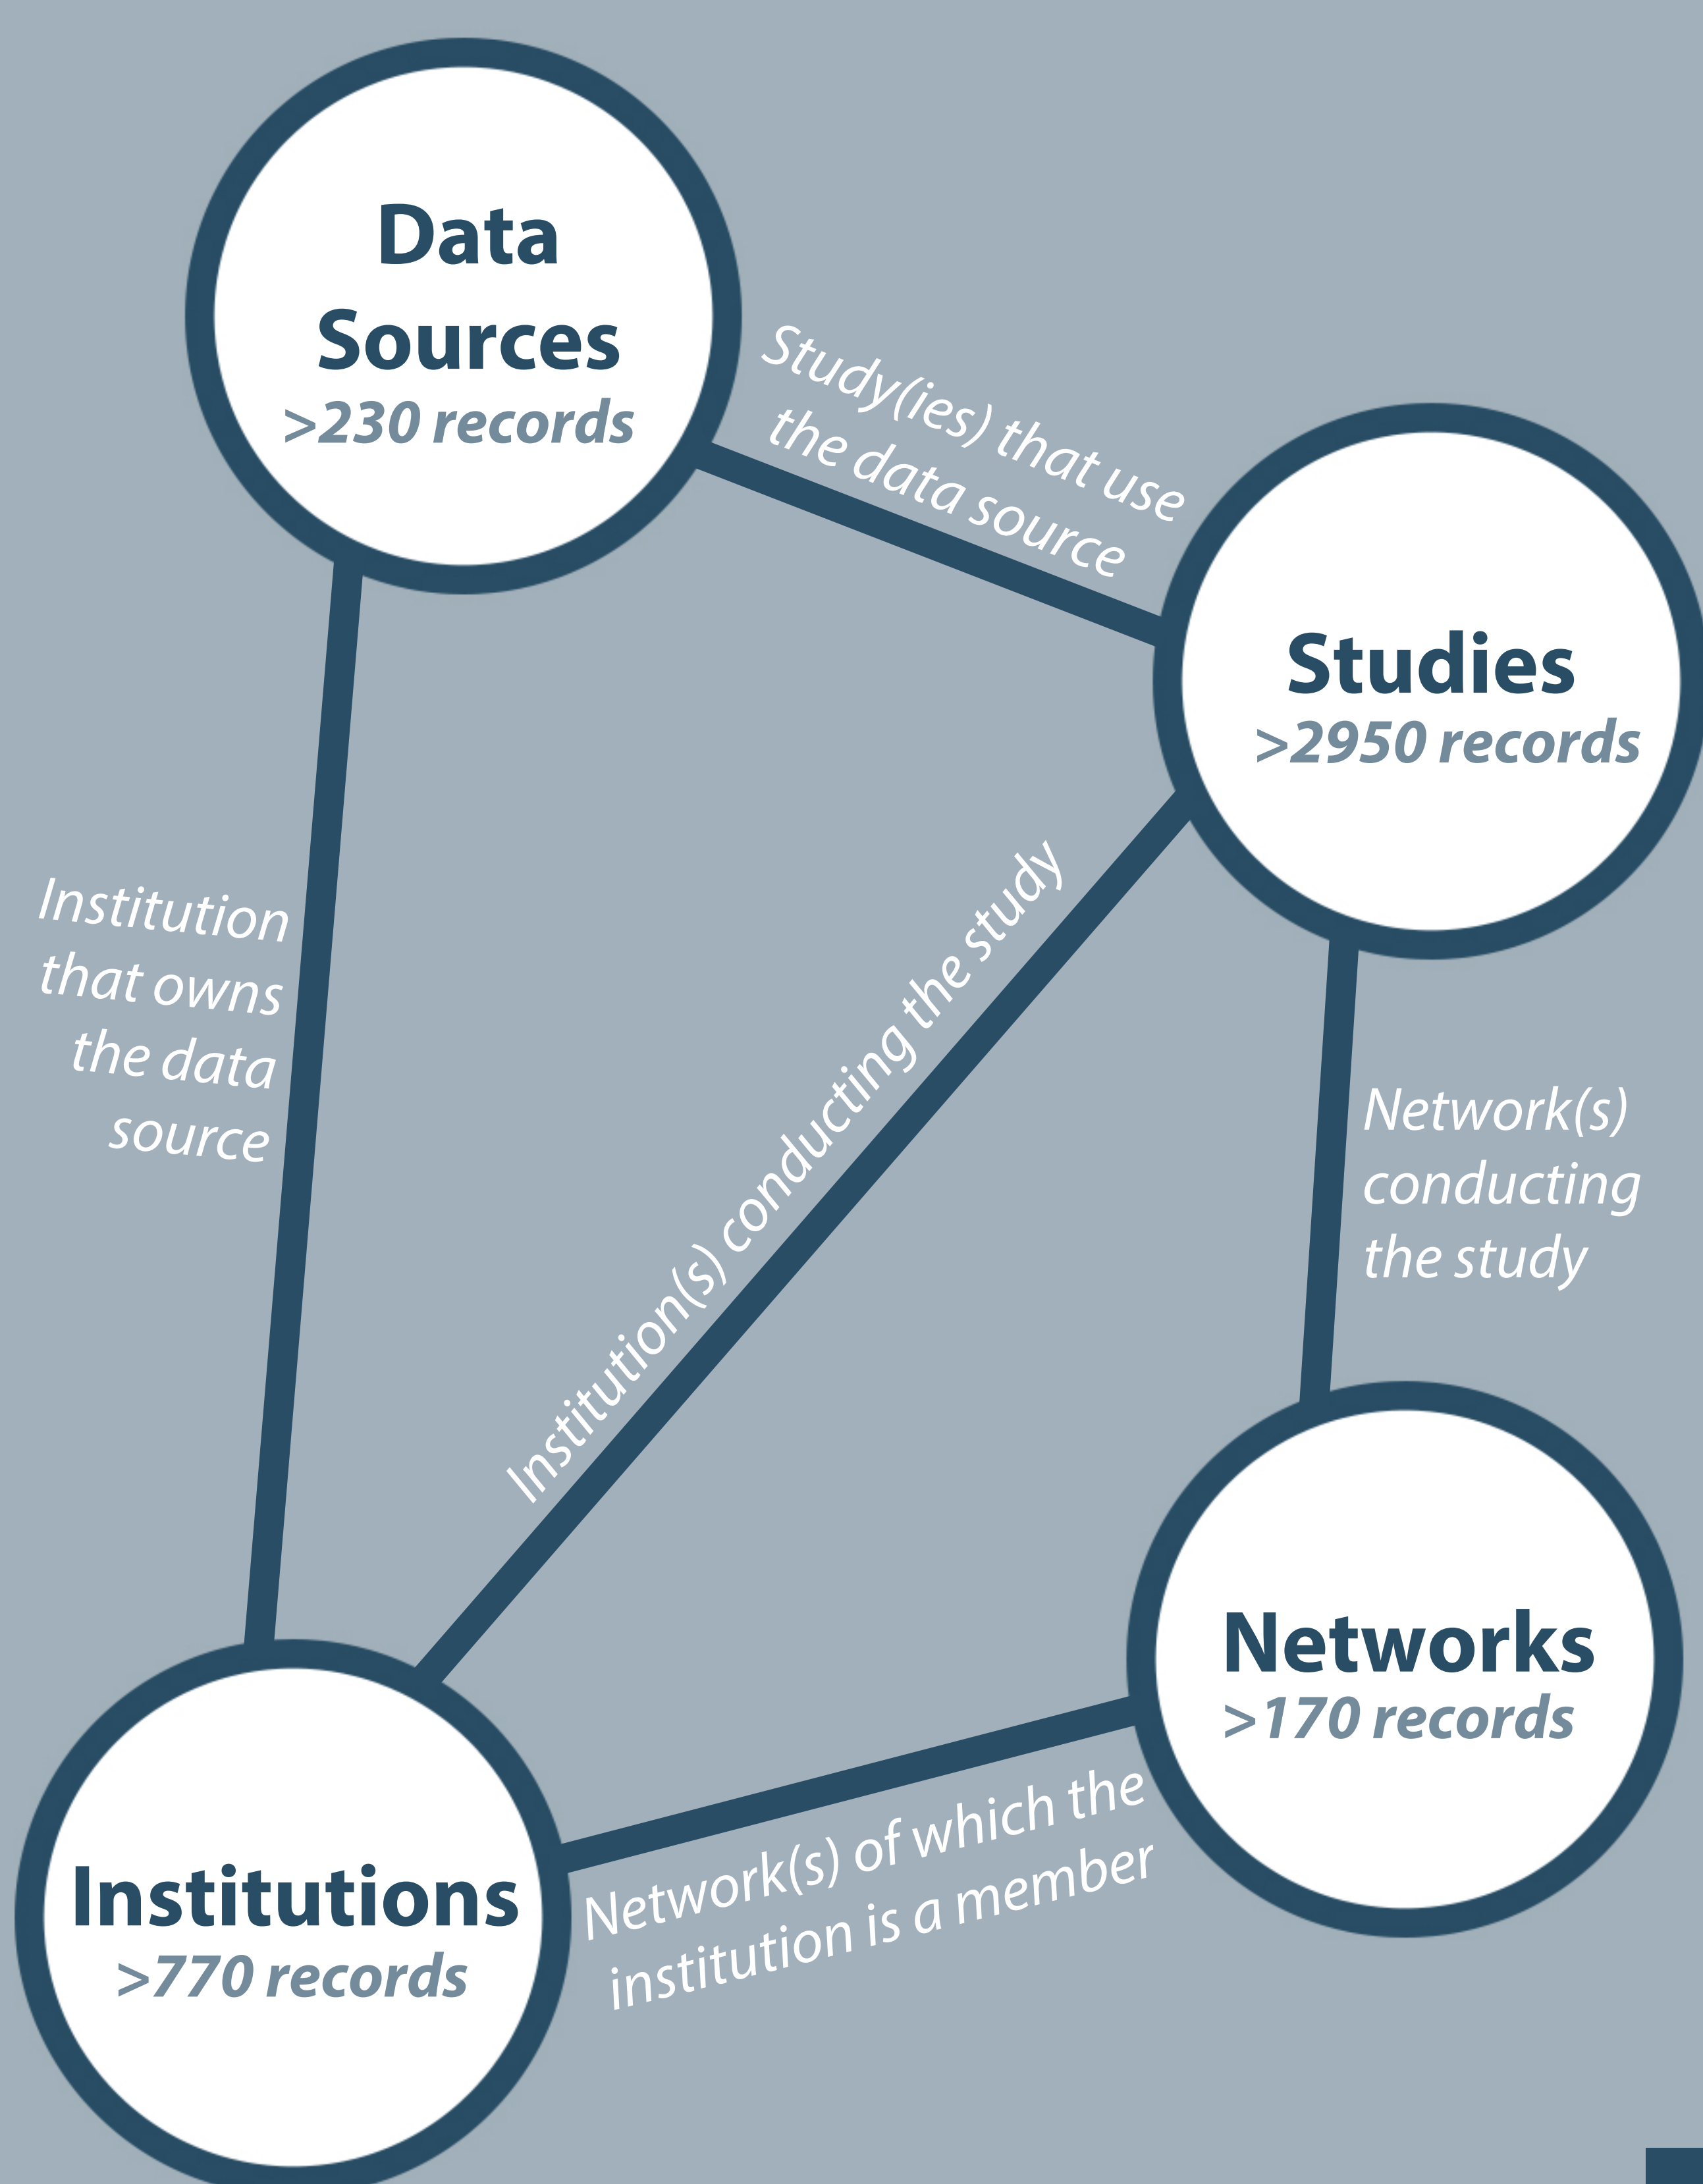 Data
Sources
>230 records
Study(ies) that use
the data source
Studies
>2950 records
Institution
that owns
the data
source
Institution(s) conducting the study
Network(s)
conducting
the study
Networks
>170 records
Network(s) of which the
institution is a member
Institutions
>770 records